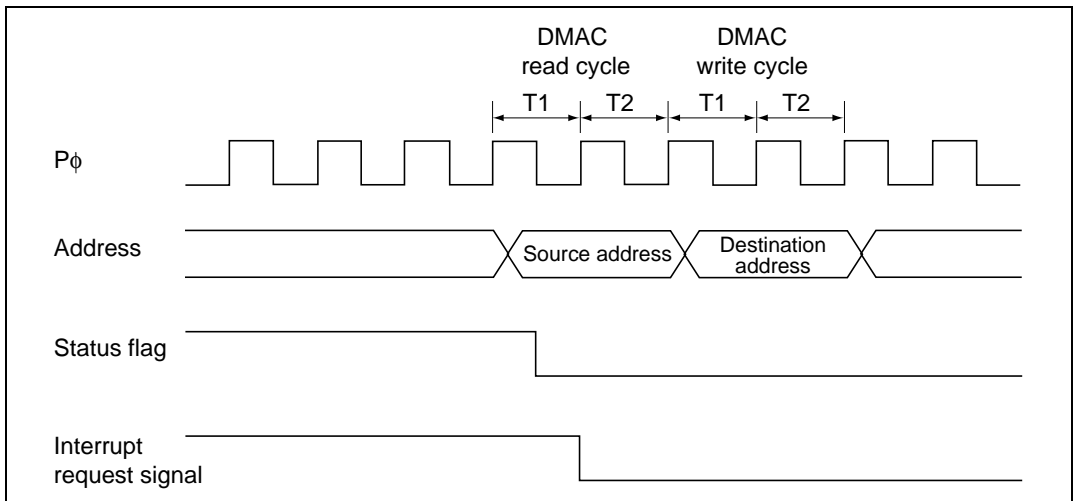 DMAC
read cycle
DMAC
write cycle
T1
T2
T1
T2
Pϕ
Address
Source address
Destination
address
Status flag
Interrupt
request signal